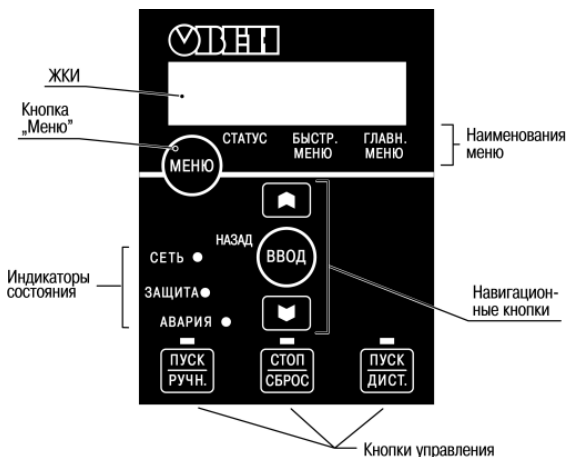 ОВЕН
ЖКИ
Кнопка
„Меню”
МЕНЮ
СТАТУС
БЫСТР.
МЕНЮ
ГЛАВН.
МЕНЮ
Наименования
меню
НАЗАД
ВВОД
СЕТЬ
ЗАЩИТА
АВАРИЯ
Индикаторы
состояния
Навигацион-
ные кнопки
ПУСК
РУЧН.
СТОП
СБРОС
ПУСК
ДИСТ.
Кнопки управления